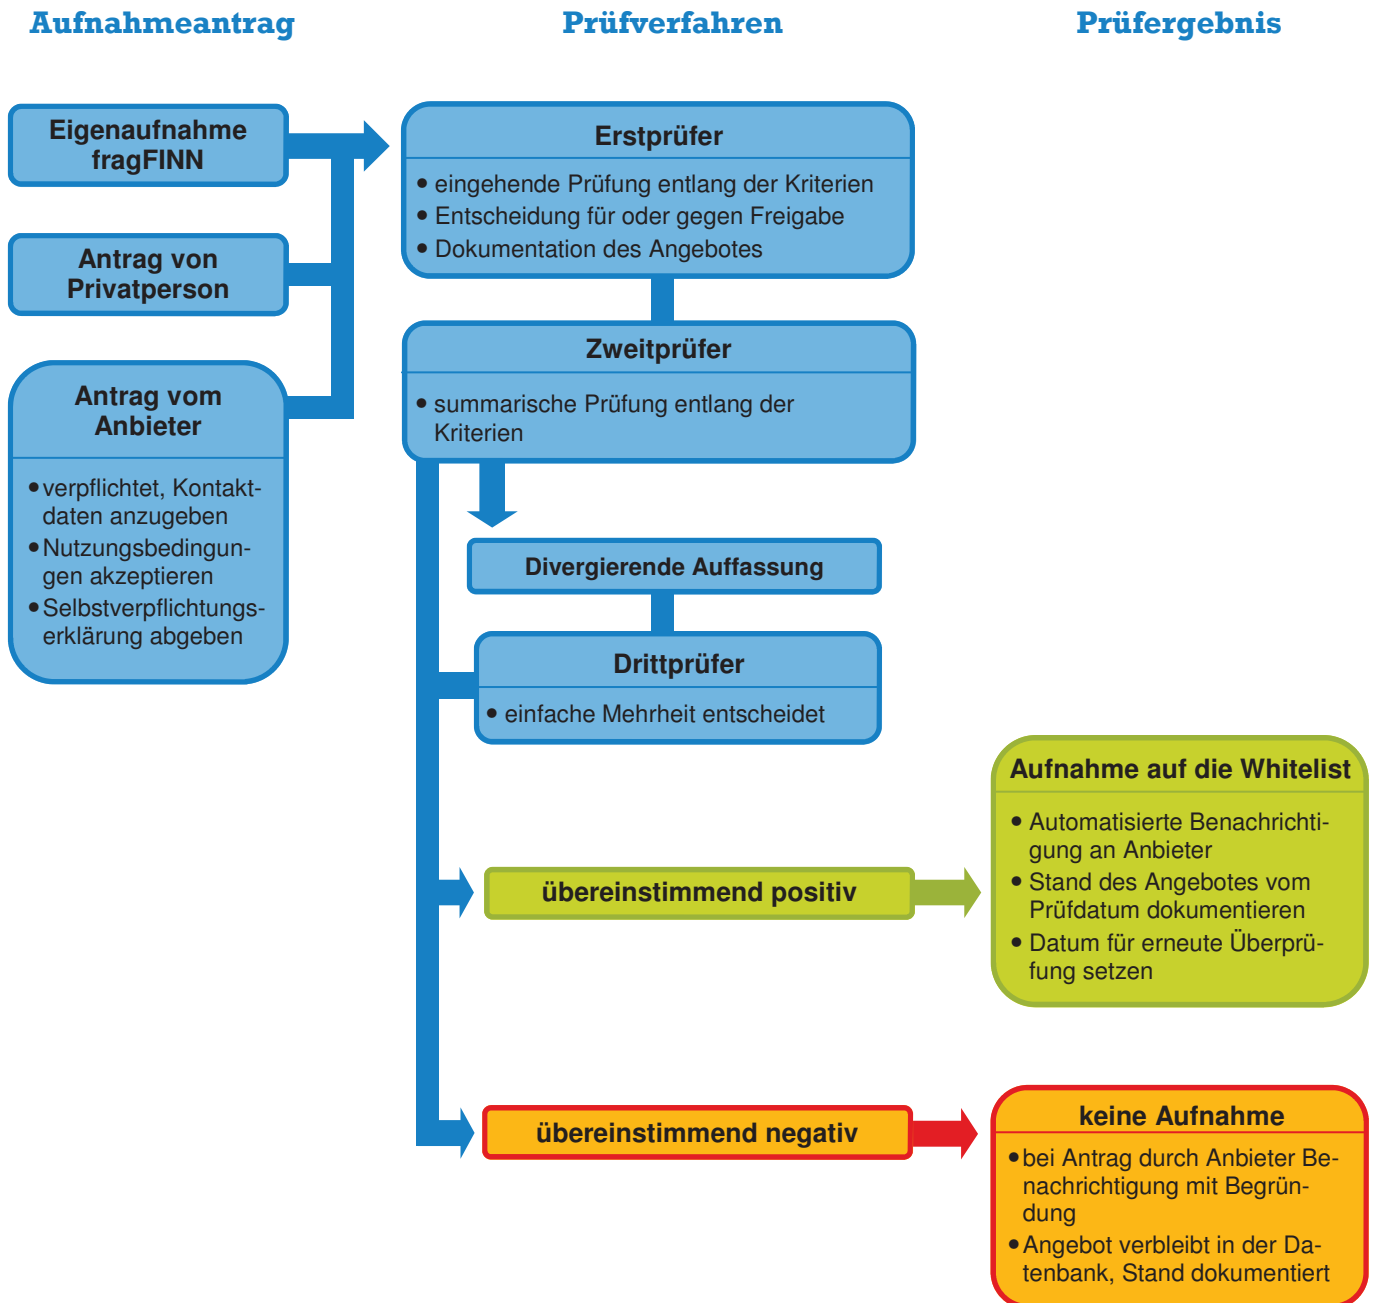 Aufnahmeantrag
Prüfverfahren
Prüfergebnis
Eigenaufnahme
fragFINN
Antrag von
Privatperson
Antrag vom
Anbieter
• verpflichtet, Kontakt-
daten anzugeben
• Nutzungsbedingun-
gen akzeptieren
• Selbstverpflichtungs-
erklärung abgeben
Erstprüfer
• eingehende Prüfung entlang der Kriterien
• Entscheidung für oder gegen Freigabe
• Dokumentation des Angebotes
Zweitprüfer
• summarische Prüfung entlang der
Kriterien
Divergierende Auffassung
Drittprüfer
• einfache Mehrheit entscheidet
übereinstimmend positiv
Aufnahme auf die Whitelist
• Automatisierte Benachrichti-
gung an Anbieter
• Stand des Angebotes vom
Prüfdatum dokumentieren
• Datum für erneute Überprü-
fung setzen
übereinstimmend negativ
keine Aufnahme
• bei Antrag durch Anbieter Be-
nachrichtigung mit Begrün-
dung
• Angebot verbleibt in der Da-
tenbank, Stand dokumentiert